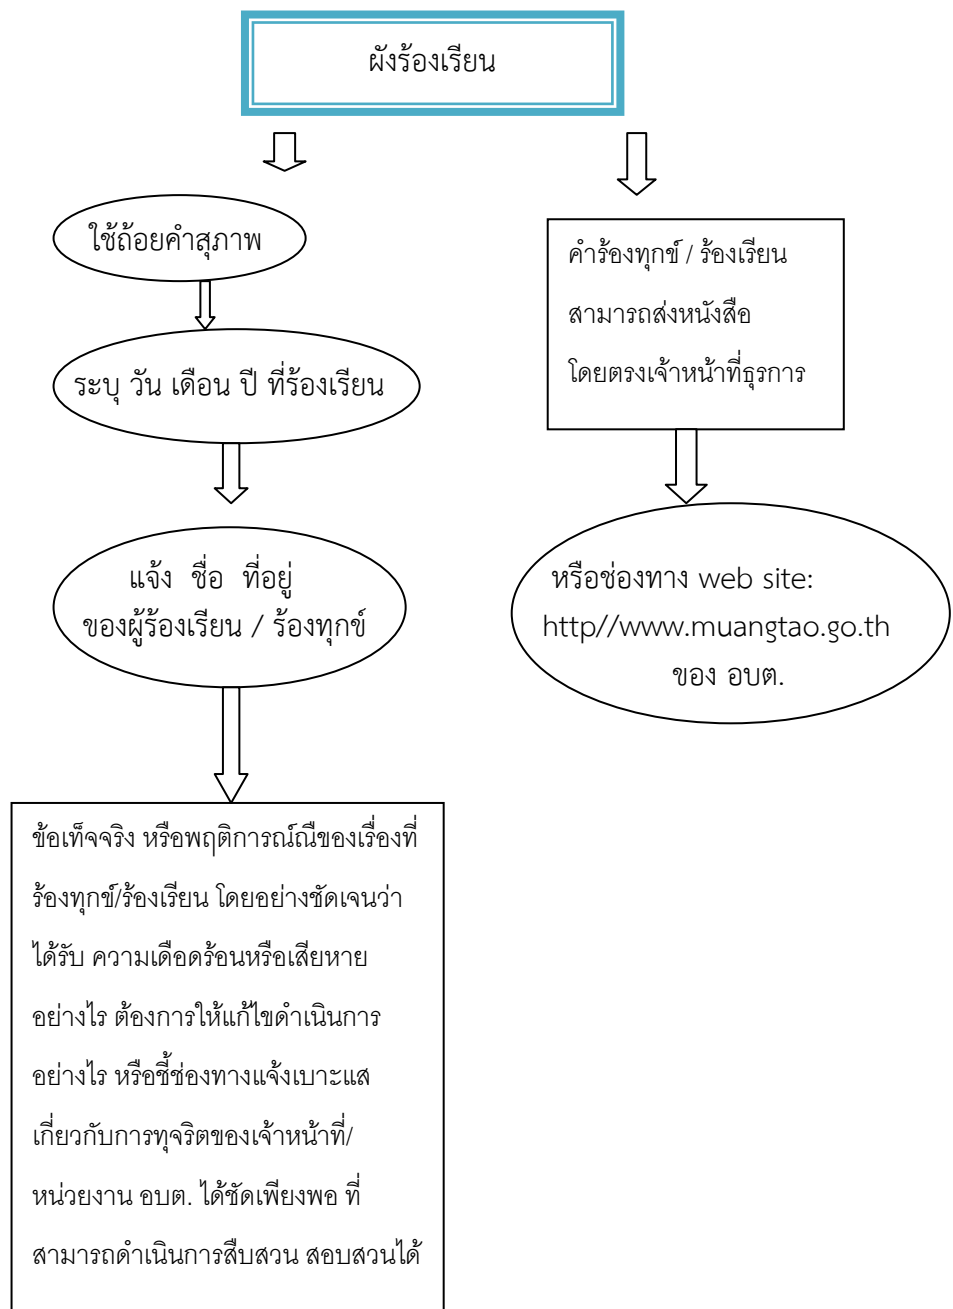 ผังร้องเรียน
ใช้ถ้อยคำสุภาพ
ระบุ วัน เดือน ปี ที่ร้องเรียน
แจ้ง ชื่อ ที่อยู่
ของผู้ร้องเรียน / ร้องทุกข์
ข้อเท็จจริง หรือพฤติการณ์ณืของเรื่องที่
ร้องทุกข์/ร้องเรียน โดยอย่างชัดเจนว่า
ได้รับ ความเดือดร้อนหรือเสียหาย
อย่างไร ต้องการให้แก้ไขดำเนินการ
อย่างไร หรือชี้ช่องทางแจ้งเบาะแส
เกี่ยวกับการทุจริตของเจ้าหน้าที่/
หน่วยงาน อบต. ได้ชัดเพียงพอ ที่
สามารถดำเนินการสืบสวน สอบสวนได้
คำร้องทุกข์ / ร้องเรียน
สามารถส่งหนังสือ
โดยตรงเจ้าหน้าที่ธุรการ
หรือช่องทาง web site:
http//www.muangtao.go.th
ของ อบต.